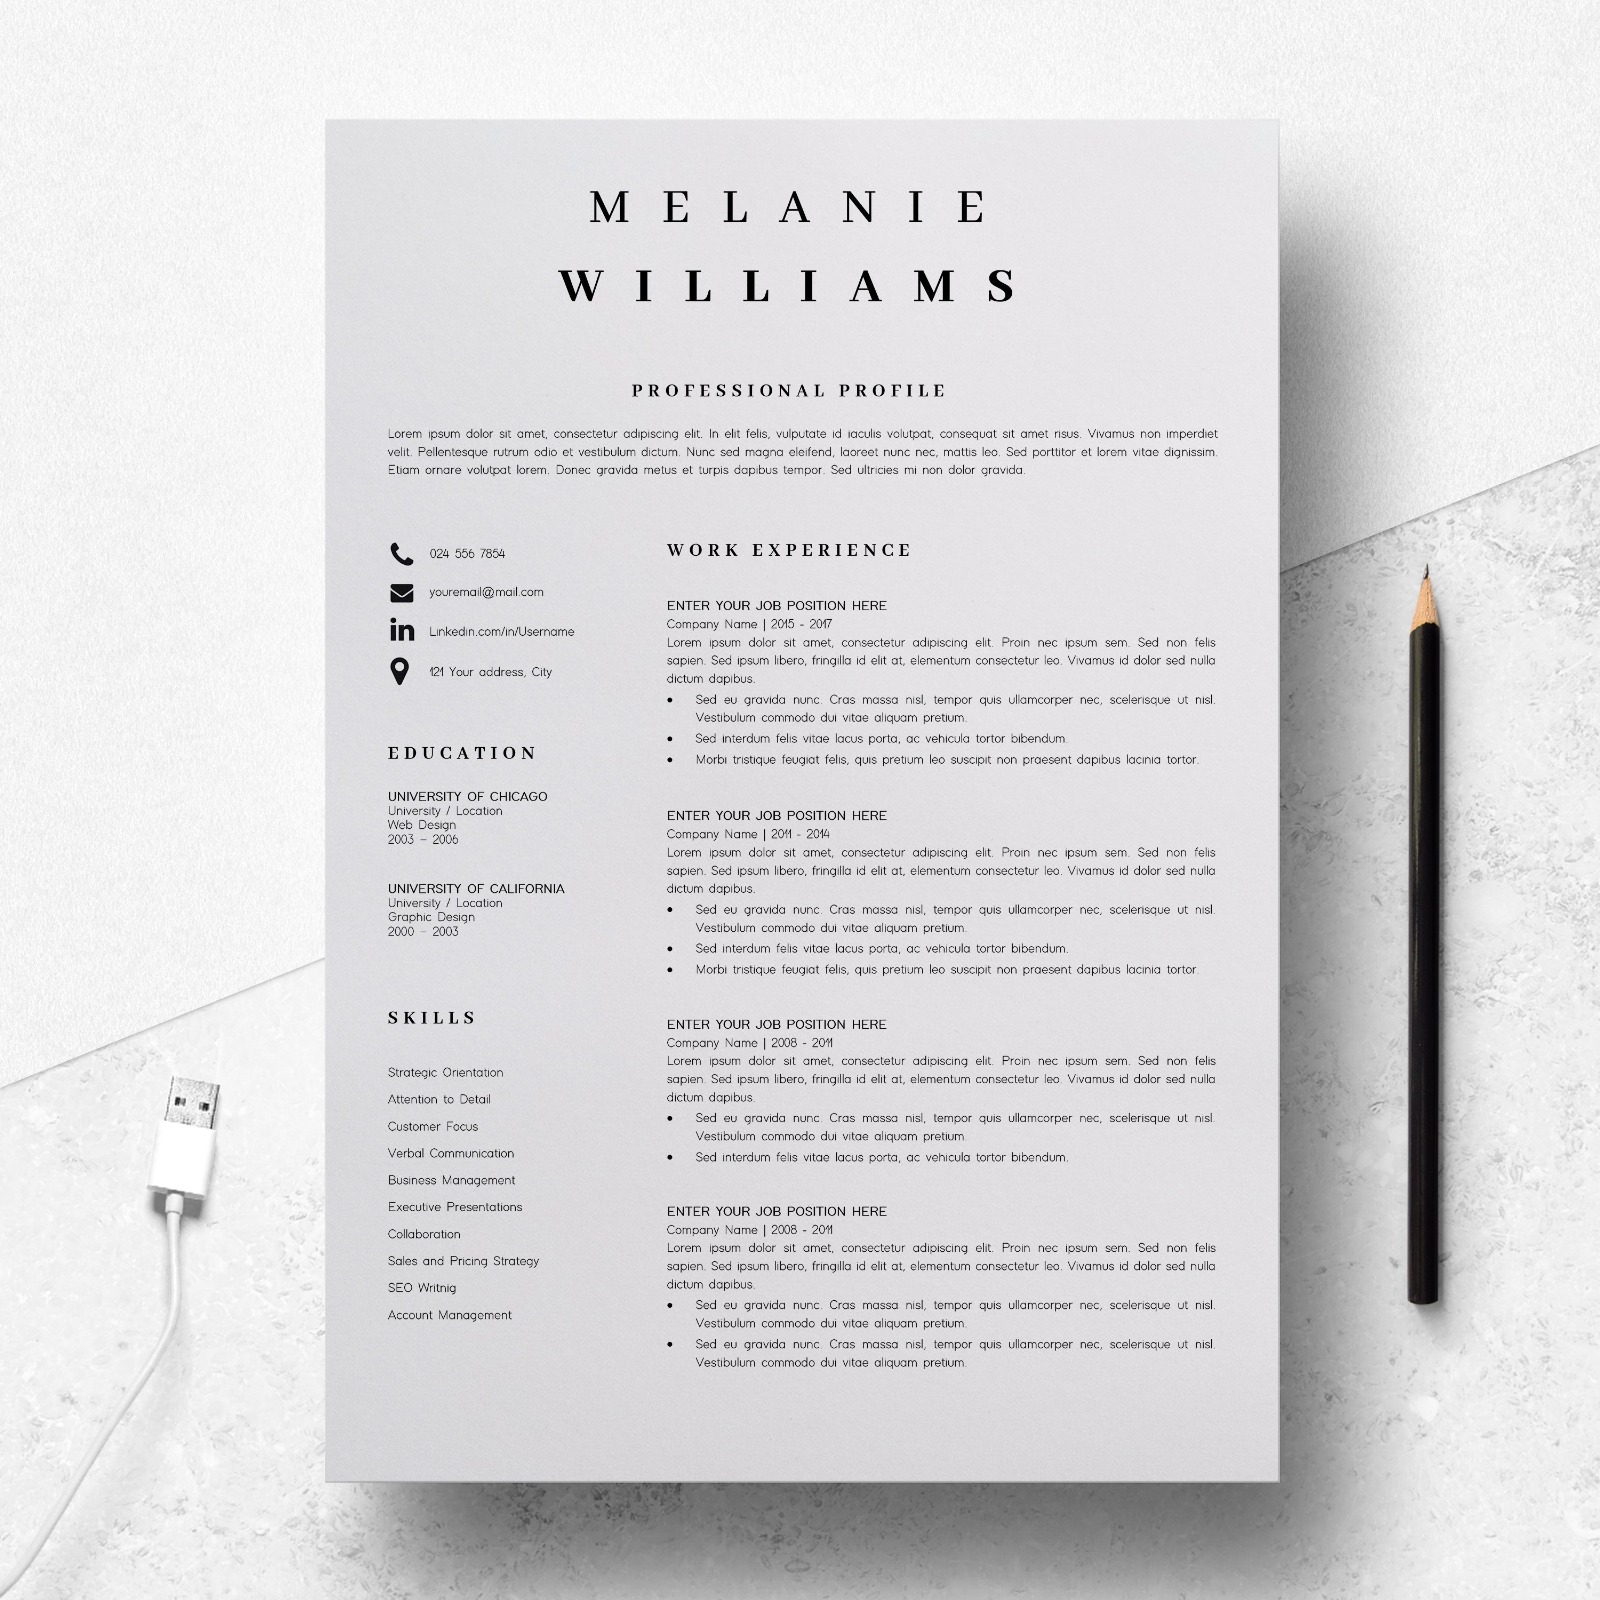 MELANIE
WILLIAMS
PROFESSIONAL PROFILE
Lorem ipsum dolor sit amet, consectetur adipiscing elit. In elit felis, vulputate id iaculis volutpat, consequat sit amet risus. Vivamus non imperdiet
velit. Pellentesque rutrum odio et vestibulum dictum. Nunc sed magna eleifend, laoreet nunc nec, mattis leo. Sed porttitor et lorem vitae dignissim.
Etiam ornare volutpat lorem. Donec gravida metus et turpis dapibus tempor. Sed ultricies mi non dolor gravida.
024 556 7854
youremail@mail.com
in Linkedin.com/in/Username
121 Your address, City
EDUCATION
UNIVERSITY OF CHICAGO
University / Location
Web Design
2003 – 2006
UNIVERSITY OF CALIFORNIA
University / Location
Graphic Design
2000 – 2003
SKILLS
Strategic Orientation
Attention to Detail
Customer Focus
Verbal Communication
Business Management
Executive Presentations
Collaboration
Sales and Pricing Strategy
SEO Writnig
Account Management
WORK EXPERIENCE
ENTER YOUR JOB POSITION HERE
Company Name | 2015 - 2017
Lorem ipsum dolor sit amet, consectetur adipiscing elit. Proin nec ipsum sem. Sed non felis
sapien. Sed ipsum libero, fringilla id elit at, elementum consectetur leo. Vivamus id dolor sed nulla
dictum dapibus.
• Sed eu gravida nunc. Cras massa nisl, tempor quis ullamcorper nec, scelerisque ut nisl.
Vestibulum commodo dui vitae aliquam pretium.
• Sed interdum felis vitae lacus porta, ac vehicula tortor bibendum.
• Morbi tristique feugiat felis, quis pretium leo suscipit non praesent dapibus lacinia tortor.
ENTER YOUR JOB POSITION HERE
Company Name | 2011 - 2014
Lorem ipsum dolor sit amet, consectetur adipiscing elit. Proin nec ipsum sem. Sed non felis
sapien. Sed ipsum libero, fringilla id elit at, elementum consectetur leo. Vivamus id dolor sed nulla
dictum dapibus.
• Sed eu gravida nunc. Cras massa nisl, tempor quis ullamcorper nec, scelerisque ut nisl.
Vestibulum commodo dui vitae aliquam pretium.
• Sed interdum felis vitae lacus porta, ac vehicula tortor bibendum.
• Morbi tristique feugiat felis, quis pretium leo suscipit non praesent dapibus lacinia tortor.
ENTER YOUR JOB POSITION HERE
Company Name | 2008 - 2011
Lorem ipsum dolor sit amet, consectetur adipiscing elit. Proin nec ipsum sem. Sed non felis
sapien. Sed ipsum libero, fringilla id elit at, elementum consectetur leo. Vivamus id dolor sed nulla
dictum dapibus.
• Sed eu gravida nunc. Cras massa nisl, tempor quis ullamcorper nec, scelerisque ut nisl.
Vestibulum commodo dui vitae aliquam pretium.
• Sed interdum felis vitae lacus porta, ac vehicula tortor bibendum.
ENTER YOUR JOB POSITION HERE
Company Name | 2008 - 2011
Lorem ipsum dolor sit amet, consectetur adipiscing elit. Proin nec ipsum sem. Sed non felis
sapien. Sed ipsum libero, fringilla id elit at, elementum consectetur leo. Vivamus id dolor sed nulla
dictum dapibus.
• Sed eu gravida nunc. Cras massa nisl, tempor quis ullamcorper nec, scelerisque ut nisl.
Vestibulum commodo dui vitae aliquam pretium.
• Sed eu gravida nunc. Cras massa nisl, tempor quis ullamcorper nec, scelerisque ut nisl.
Vestibulum commodo dui vitae aliquam pretium.